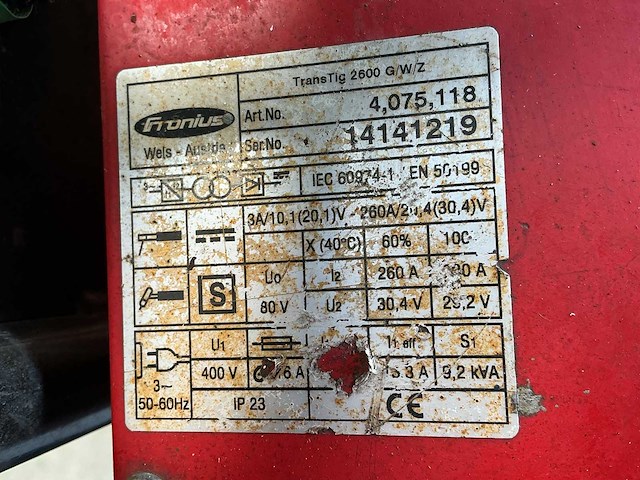 Fronius
TransTig 2600 G/W/Z
Art.No. 4,075,118
Wels - Austria Ser.No. 14141219
IEC 60974-1 EN 50199
3A/10,1(20,1)V - (30,4)V
X (40°C) 60%
S U0 I2 260 A
80 V U2 30,4 V
U1 I1 eff S1
400 V A 9,2 kVA
3~
50-60Hz IP 23 CE